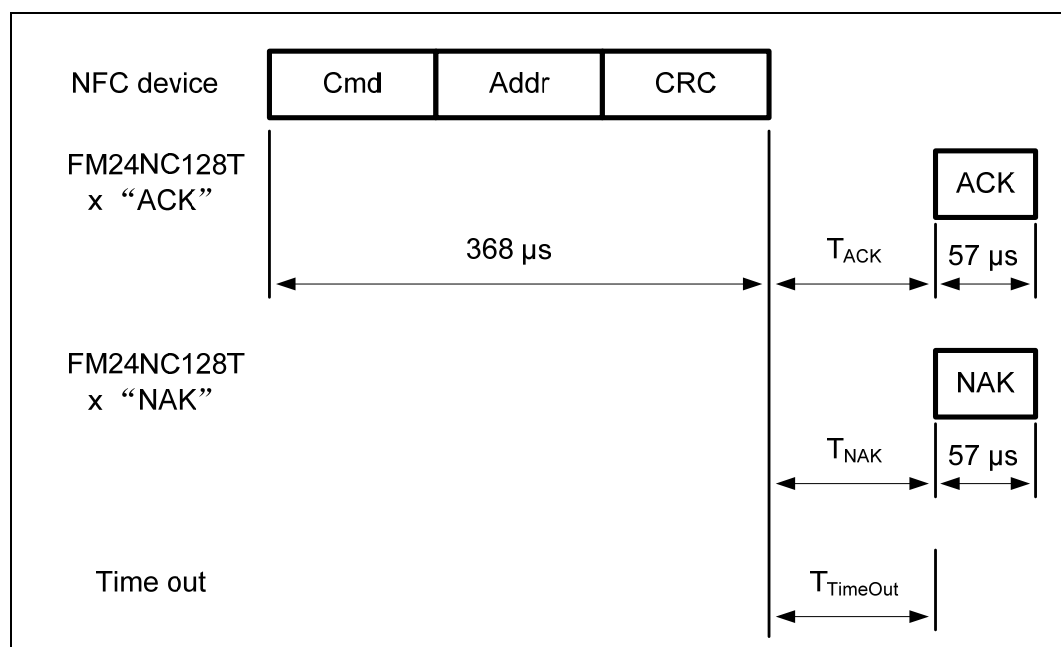 NFC device
Cmd
Addr
CRC
FM24NC128T
x “ACK”
ACK
368 µs
TACK
57 µs
FM24NC128T
x “NAK”
NAK
TNAK
57 µs
Time out
TTimeOut